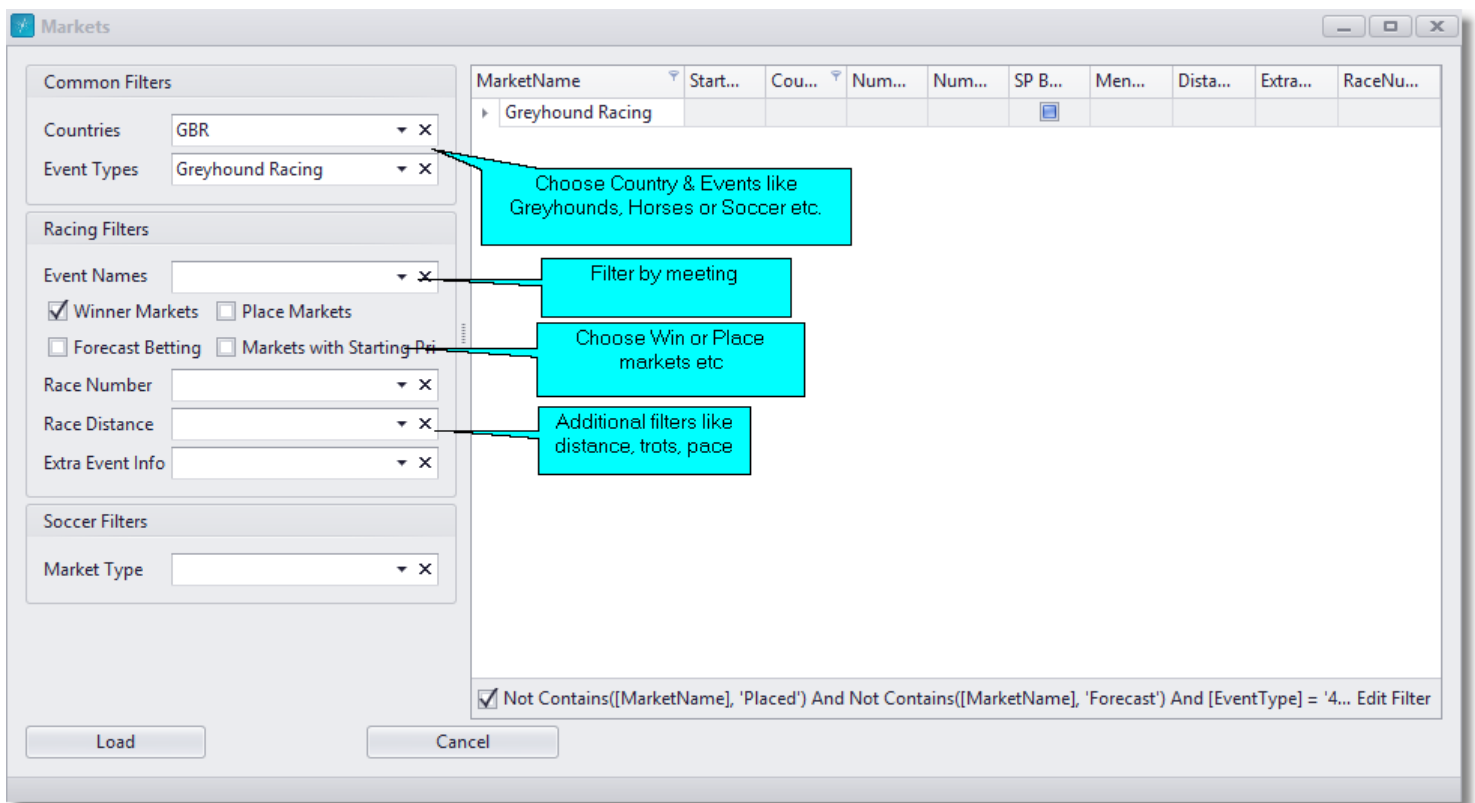 Markets
Common Filters
Countries GBR
Event Types Greyhound Racing
Racing Filters
Event Names
Winner Markets Place Markets
Forecast Betting Markets with Starting Pri
Race Number
Race Distance
Extra Event Info
Soccer Filters
Market Type
Load Cancel
MarketName Start... Cou... Num... Num... SP B... Men... Dista... Extra... RaceNu...
Greyhound Racing
Choose Country & Events like
Greyhounds, Horses or Soccer etc.
Filter by meeting
Choose Win or Place
markets etc
Additional filters like
distance, trots, pace
Not Contains([MarketName], 'Placed') And Not Contains([MarketName], 'Forecast') And [EventType] = '4... Edit Filter